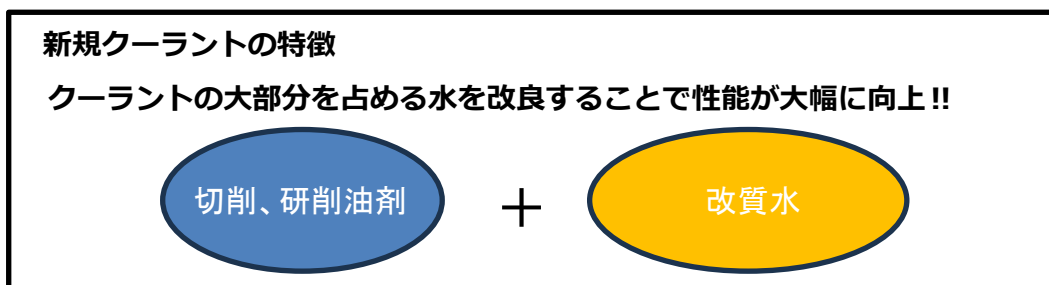 新規クーラントの特徴
クーラントの大部分を占める水を改良することで性能が大幅に向上!!
切削、研削油剤 + 改質水